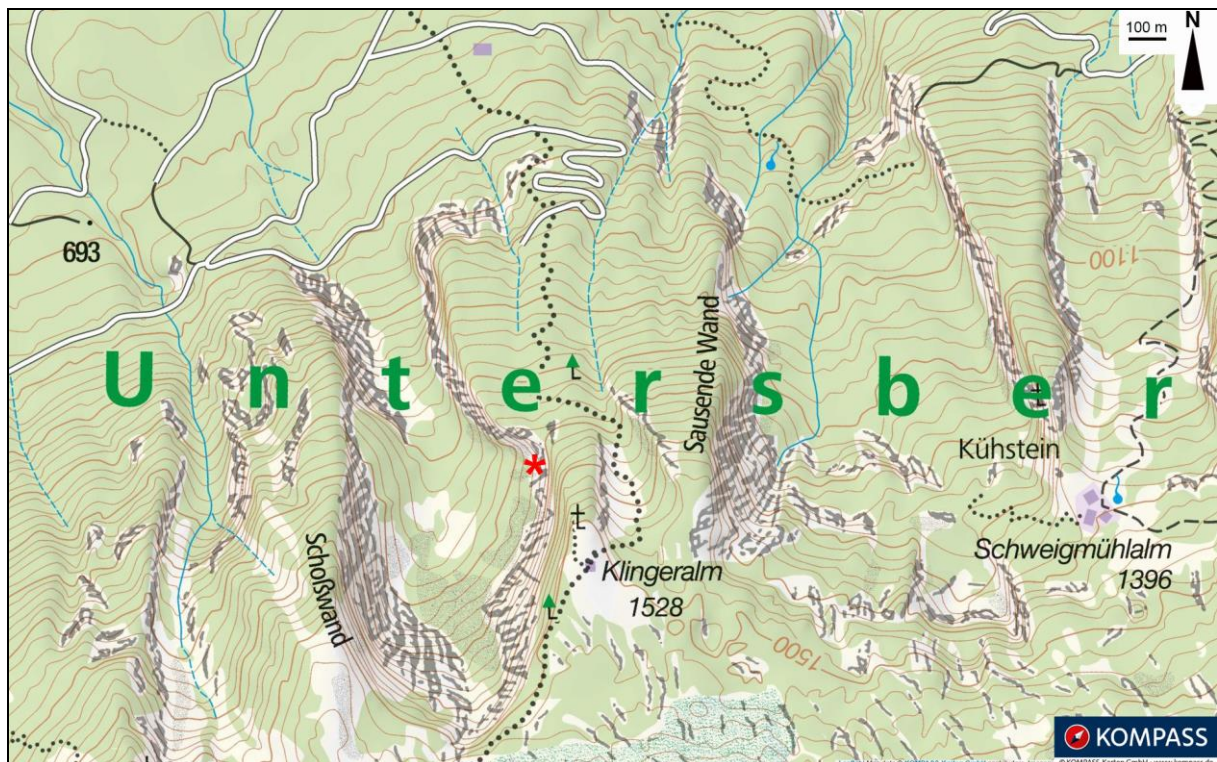 100 m
N
693
1100
U n t e r s b e r
Sausende Wand
Kühstein
Schoßwand
Klingeralm
1528
Schweigmühlalm
1396
1500
KOMPASS